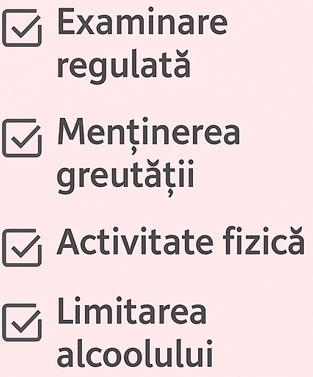 Examinare
regulată
Menținerea
greutății
Activitate fizică
Limitarea
alcoolului